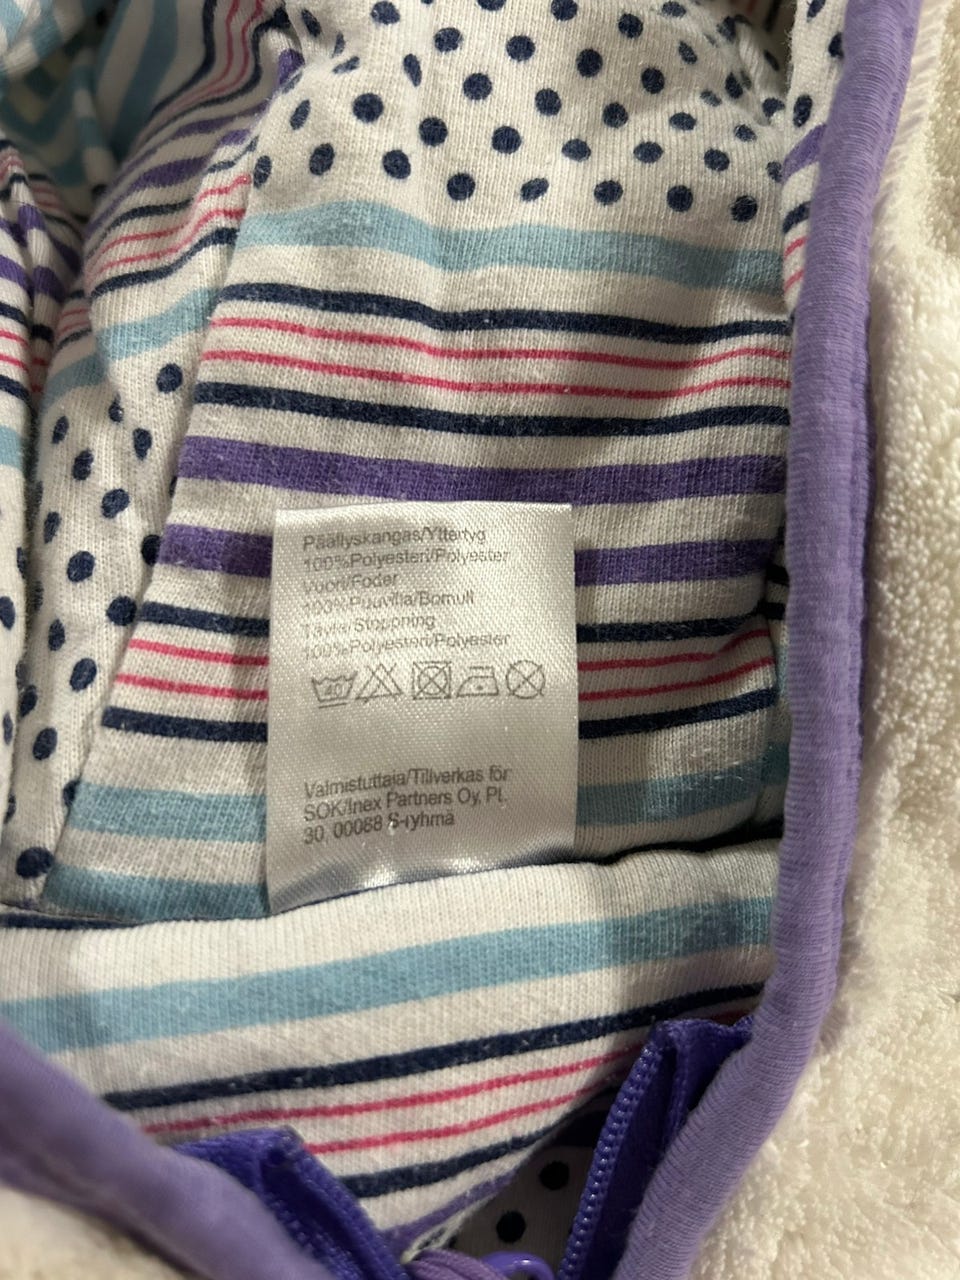 Päällyskangas/Yttertyg
100%Polyesteri/Polyester
Vuori/Foder
100%Puuvilla/Bomull
Täyte/Stoppning
100%Polyesteri/Polyester
40
Valmistuttaja/Tillverkas för
SOK/Inex Partners Oy, PL
30, 00088 S-ryhmä